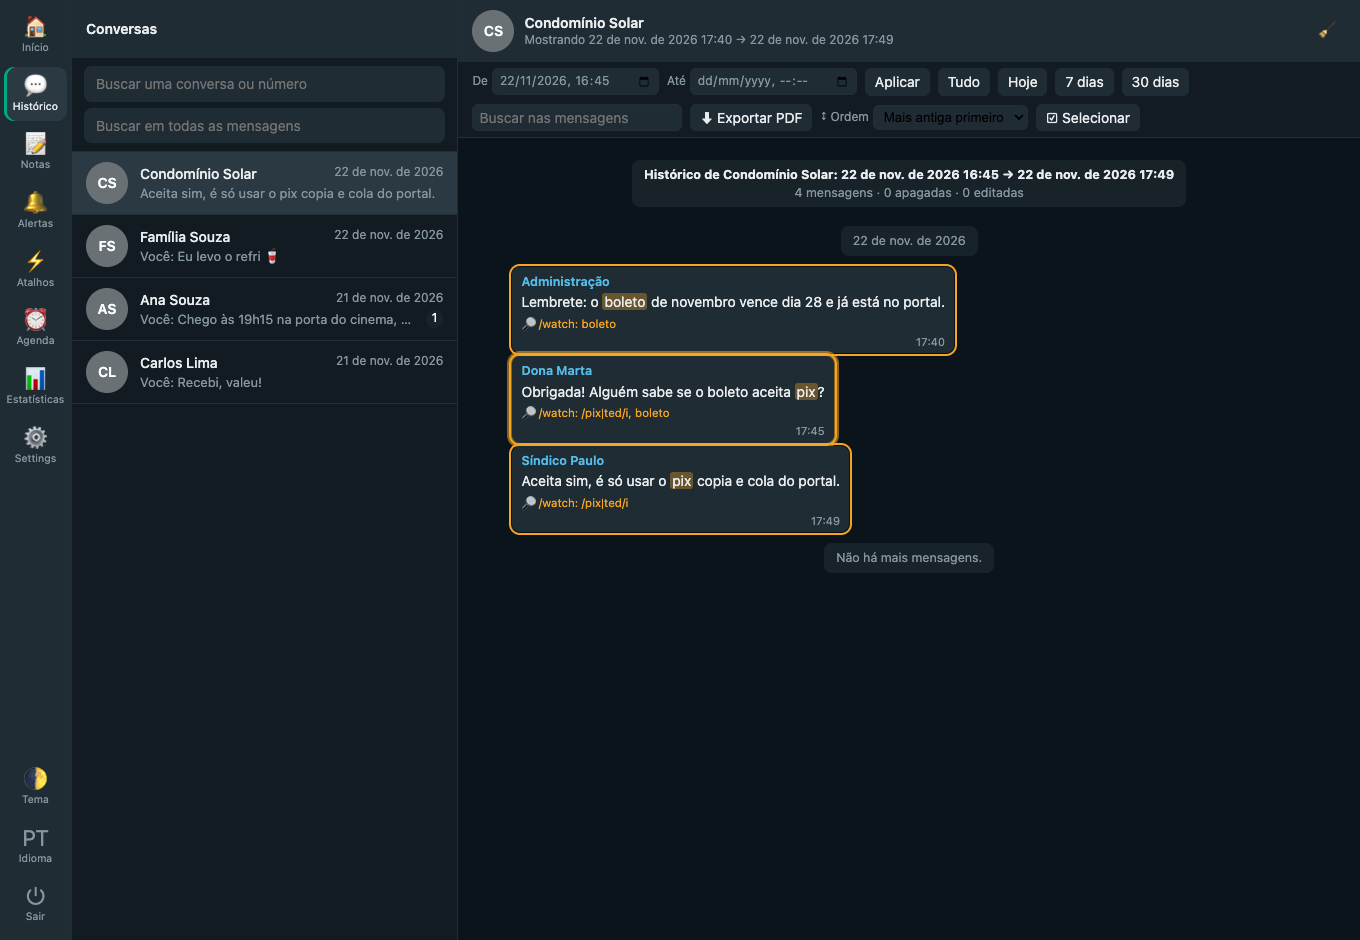 Início
Histórico
Notas
Alertas
Atalhos
Agenda
Estatísticas
Settings
Tema
PT
Idioma
Sair
Conversas
Buscar uma conversa ou número
Buscar em todas as mensagens
CS
Condomínio Solar
22 de nov. de 2026
Aceita sim, é só usar o pix copia e cola do portal.
FS
Família Souza
22 de nov. de 2026
Você: Eu levo o refri 🥤
AS
Ana Souza
21 de nov. de 2026
Você: Chego às 19h15 na porta do cinema, ...
1
CL
Carlos Lima
21 de nov. de 2026
Você: Recebi, valeu!
CS
Condomínio Solar
Mostrando 22 de nov. de 2026 17:40 → 22 de nov. de 2026 17:49
De 22/11/2026, 16:45 Até dd/mm/yyyy, --:-- Aplicar Tudo Hoje 7 dias 30 dias
Buscar nas mensagens ⬇ Exportar PDF ↕ Ordem Mais antiga primeiro ☑ Selecionar
Histórico de Condomínio Solar: 22 de nov. de 2026 16:45 → 22 de nov. de 2026 17:49
4 mensagens · 0 apagadas · 0 editadas
22 de nov. de 2026
Administração
Lembrete: o boleto de novembro vence dia 28 e já está no portal.
🔎 /watch: boleto
17:40
Dona Marta
Obrigada! Alguém sabe se o boleto aceita pix?
🔎 /watch: /pix|ted/i, boleto
17:45
Síndico Paulo
Aceita sim, é só usar o pix copia e cola do portal.
🔎 /watch: /pix|ted/i
17:49
Não há mais mensagens.